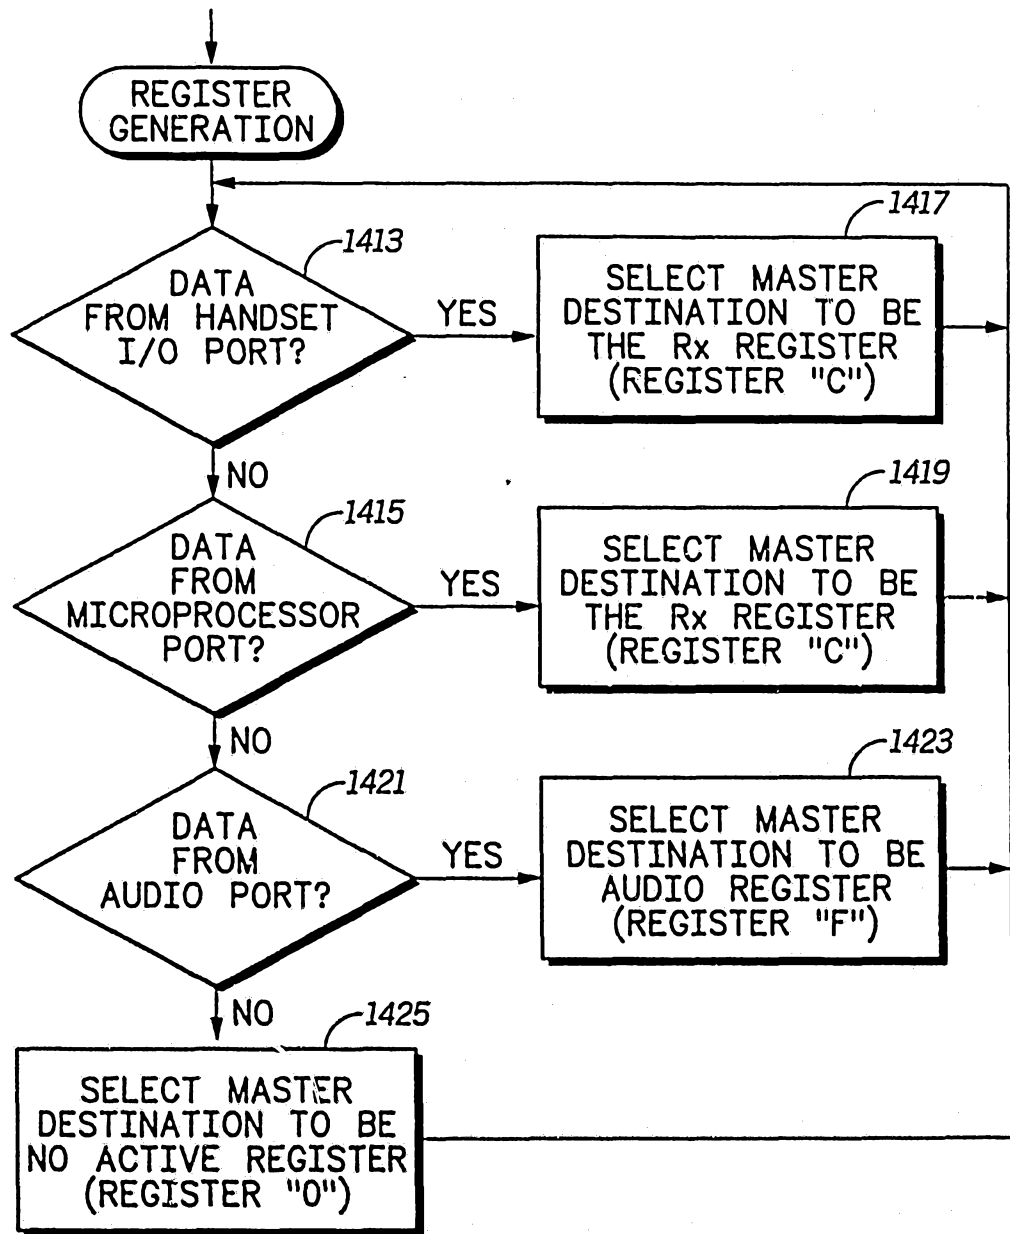 REGISTER
GENERATION
1413
DATA
FROM HANDSET
I/O PORT?
YES
1417
SELECT MASTER
DESTINATION TO BE
THE Rx REGISTER
(REGISTER "C")
NO
1415
DATA
FROM
MICROPROCESSOR
PORT?
YES
1419
SELECT MASTER
DESTINATION TO BE
THE Rx REGISTER
(REGISTER "C")
NO
1421
DATA
FROM
AUDIO PORT?
YES
1423
SELECT MASTER
DESTINATION TO BE
AUDIO REGISTER
(REGISTER "F")
NO
1425
SELECT MASTER
DESTINATION TO BE
NO ACTIVE REGISTER
(REGISTER "0")